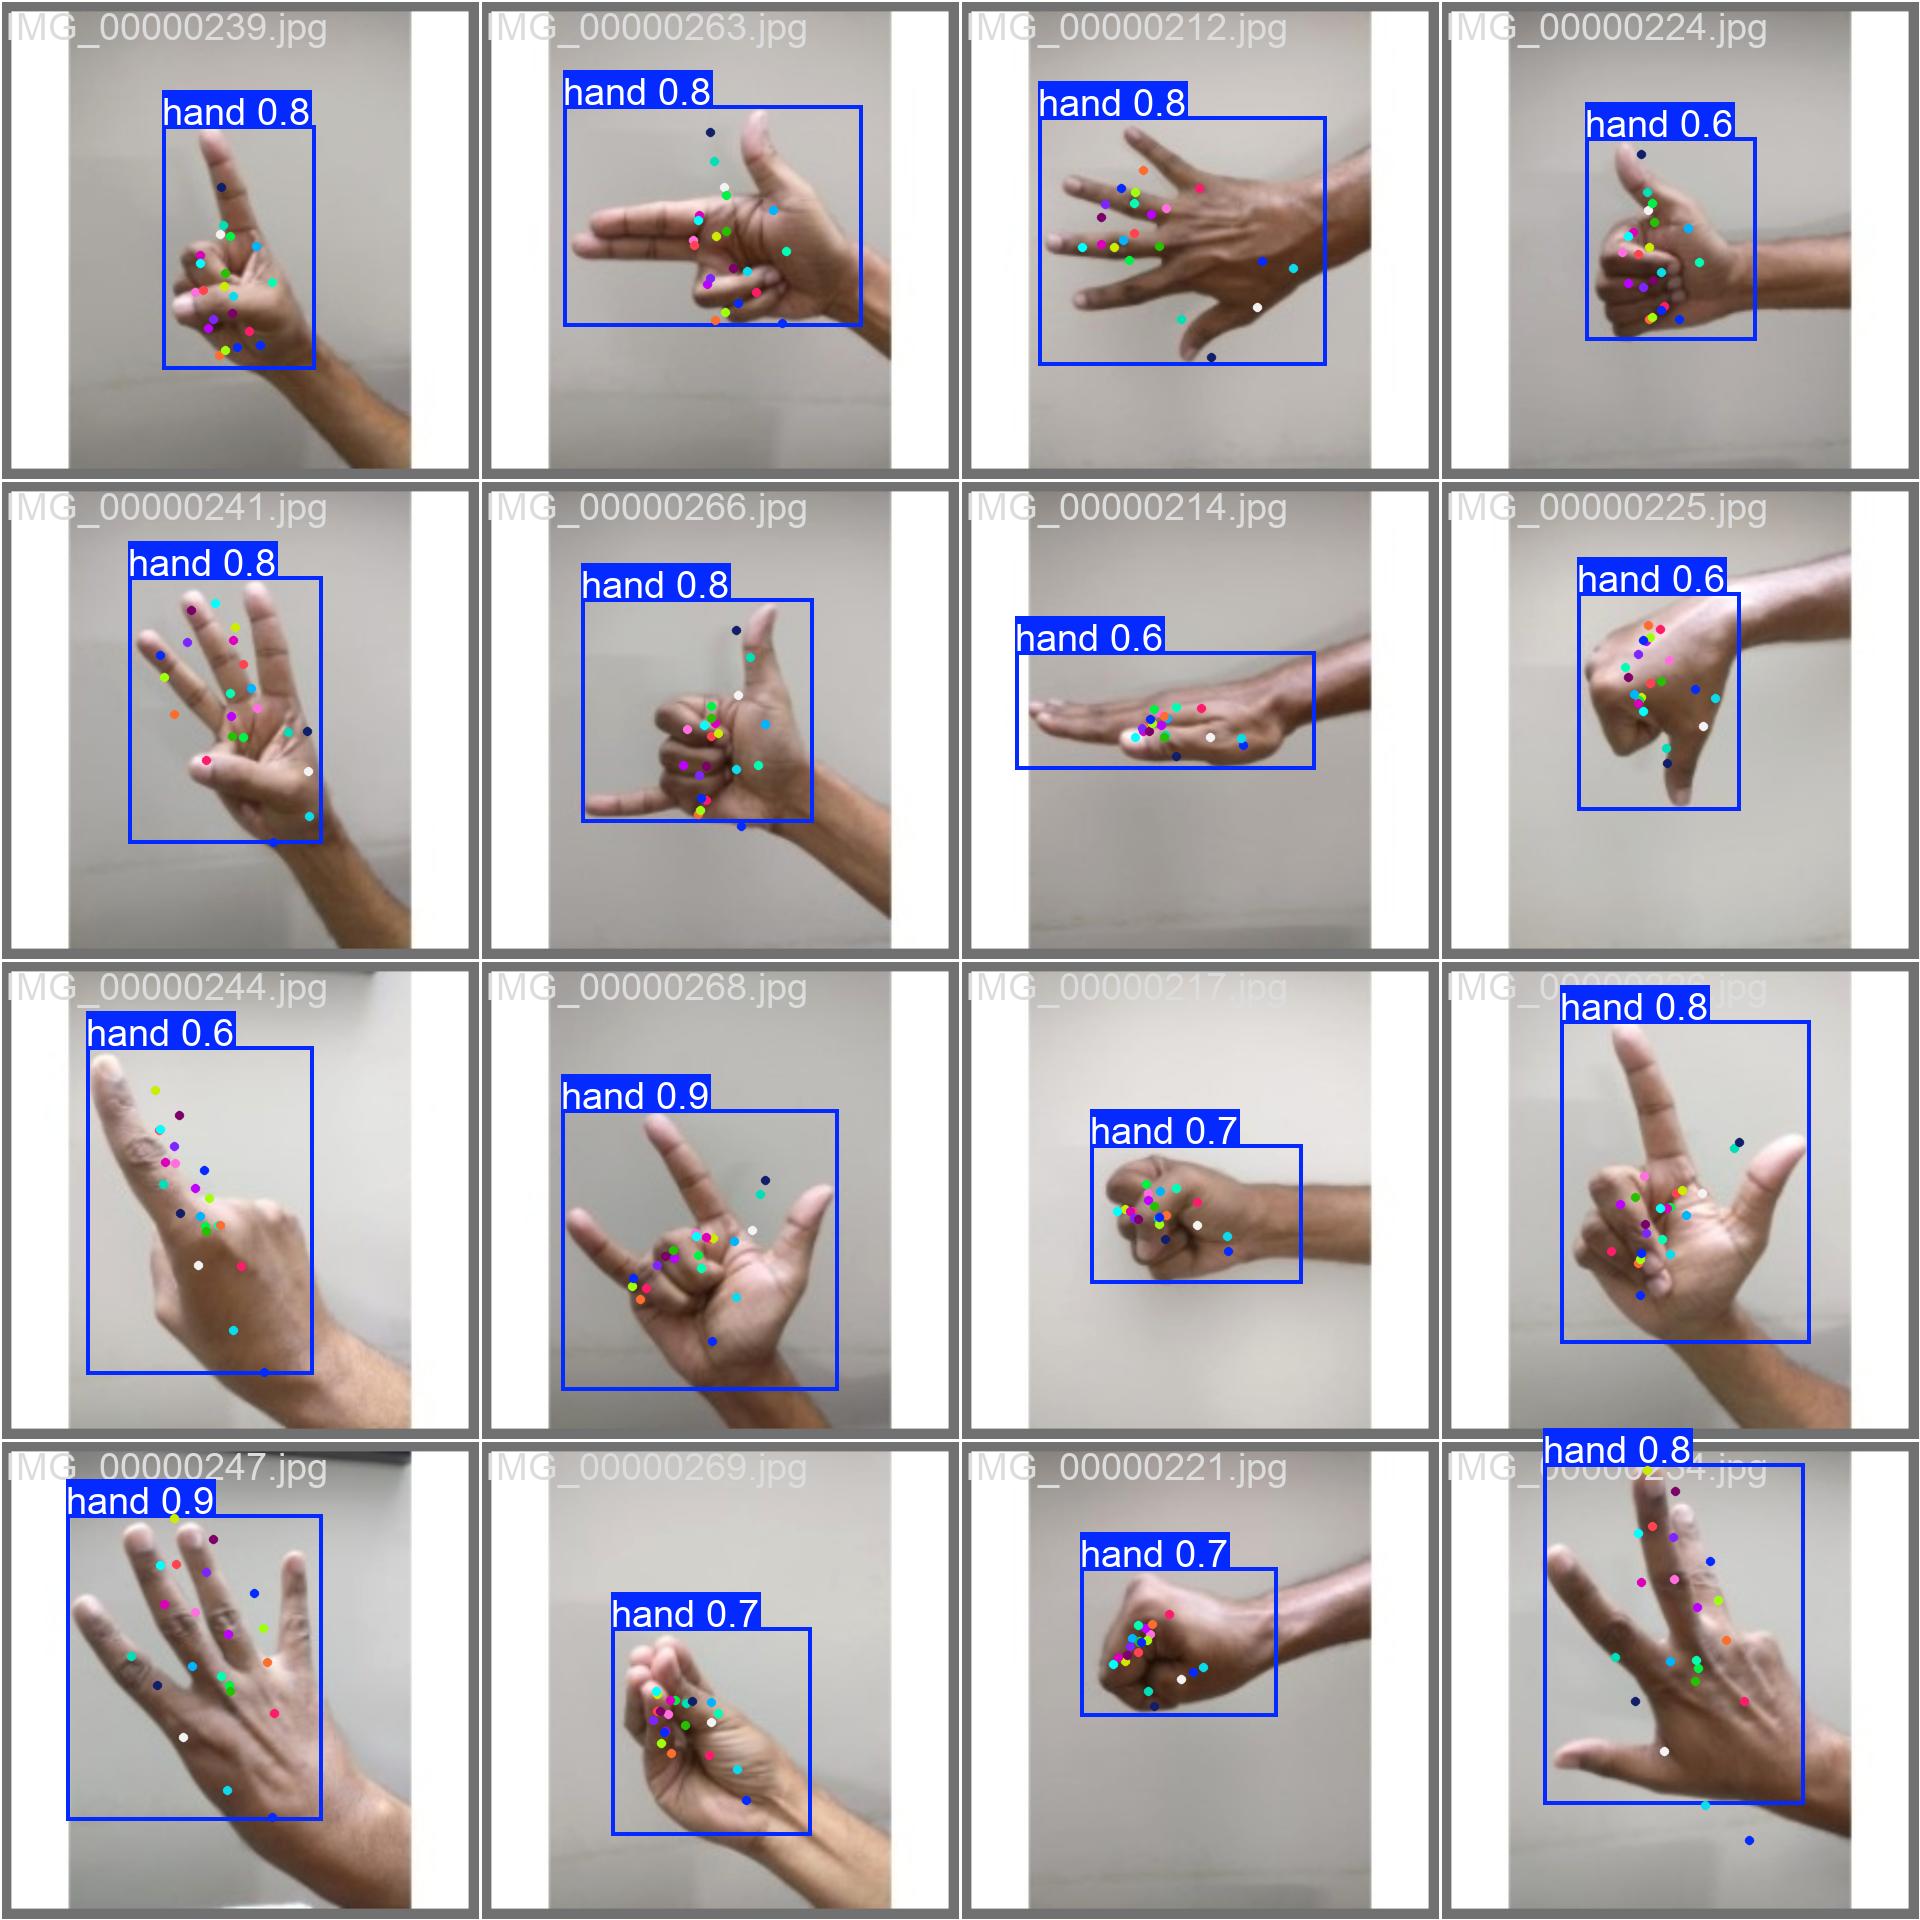 IMG_00000239.jpg
hand 0.8
IMG_00000263.jpg
hand 0.8
IMG_00000212.jpg
hand 0.8
IMG_00000224.jpg
hand 0.6
IMG_00000241.jpg
hand 0.8
IMG_00000266.jpg
hand 0.8
IMG_00000214.jpg
hand 0.6
IMG_00000225.jpg
hand 0.6
IMG_00000244.jpg
hand 0.6
IMG_00000268.jpg
hand 0.9
IMG_00000217.jpg
hand 0.7
hand 0.8
IMG_00000247.jpg
hand 0.9
IMG_00000269.jpg
hand 0.7
IMG_00000221.jpg
hand 0.7
hand 0.8